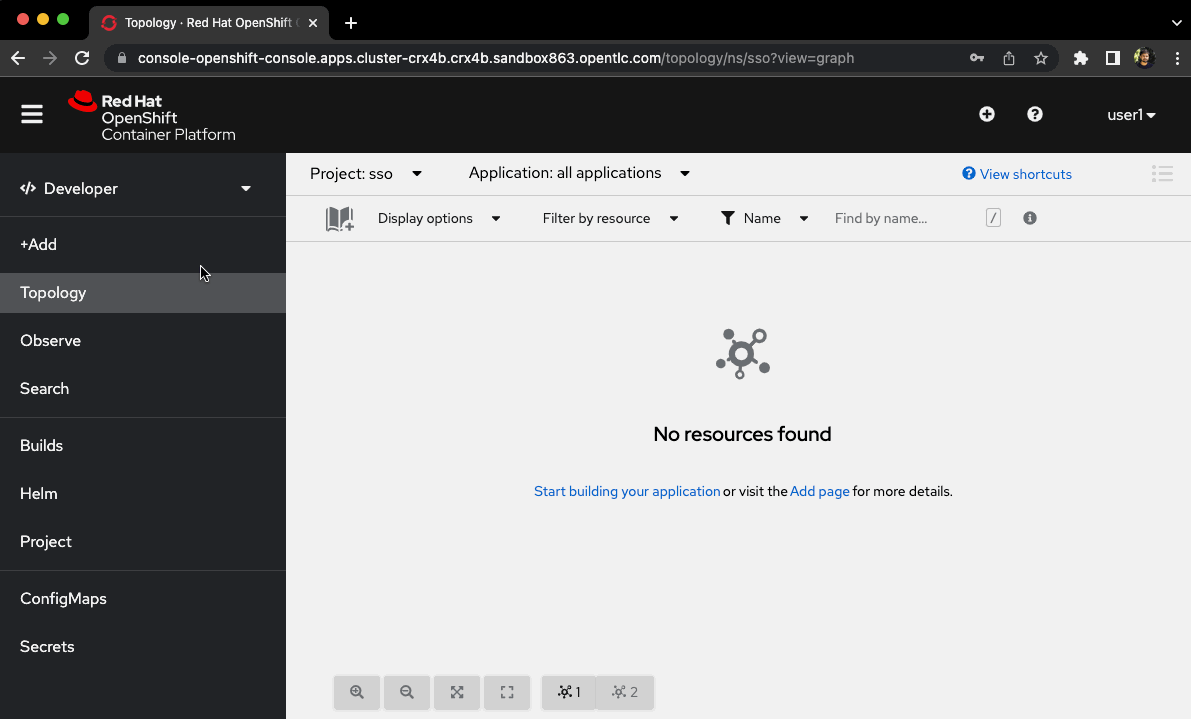 Topology · Red Hat OpenShift
console-openshift-console.apps.cluster-crx4b.crx4b.sandbox863.opentlc.com/topology/ns/sso?view=graph
Red Hat
OpenShift
Container Platform
user1
Developer
Project: sso
Application: all applications
View shortcuts
Display options
Filter by resource
Name
Find by name...
/
+Add
Topology
Observe
Search
Builds
Helm
Project
ConfigMaps
Secrets
No resources found
Start building your application or visit the Add page for more details.
1
2